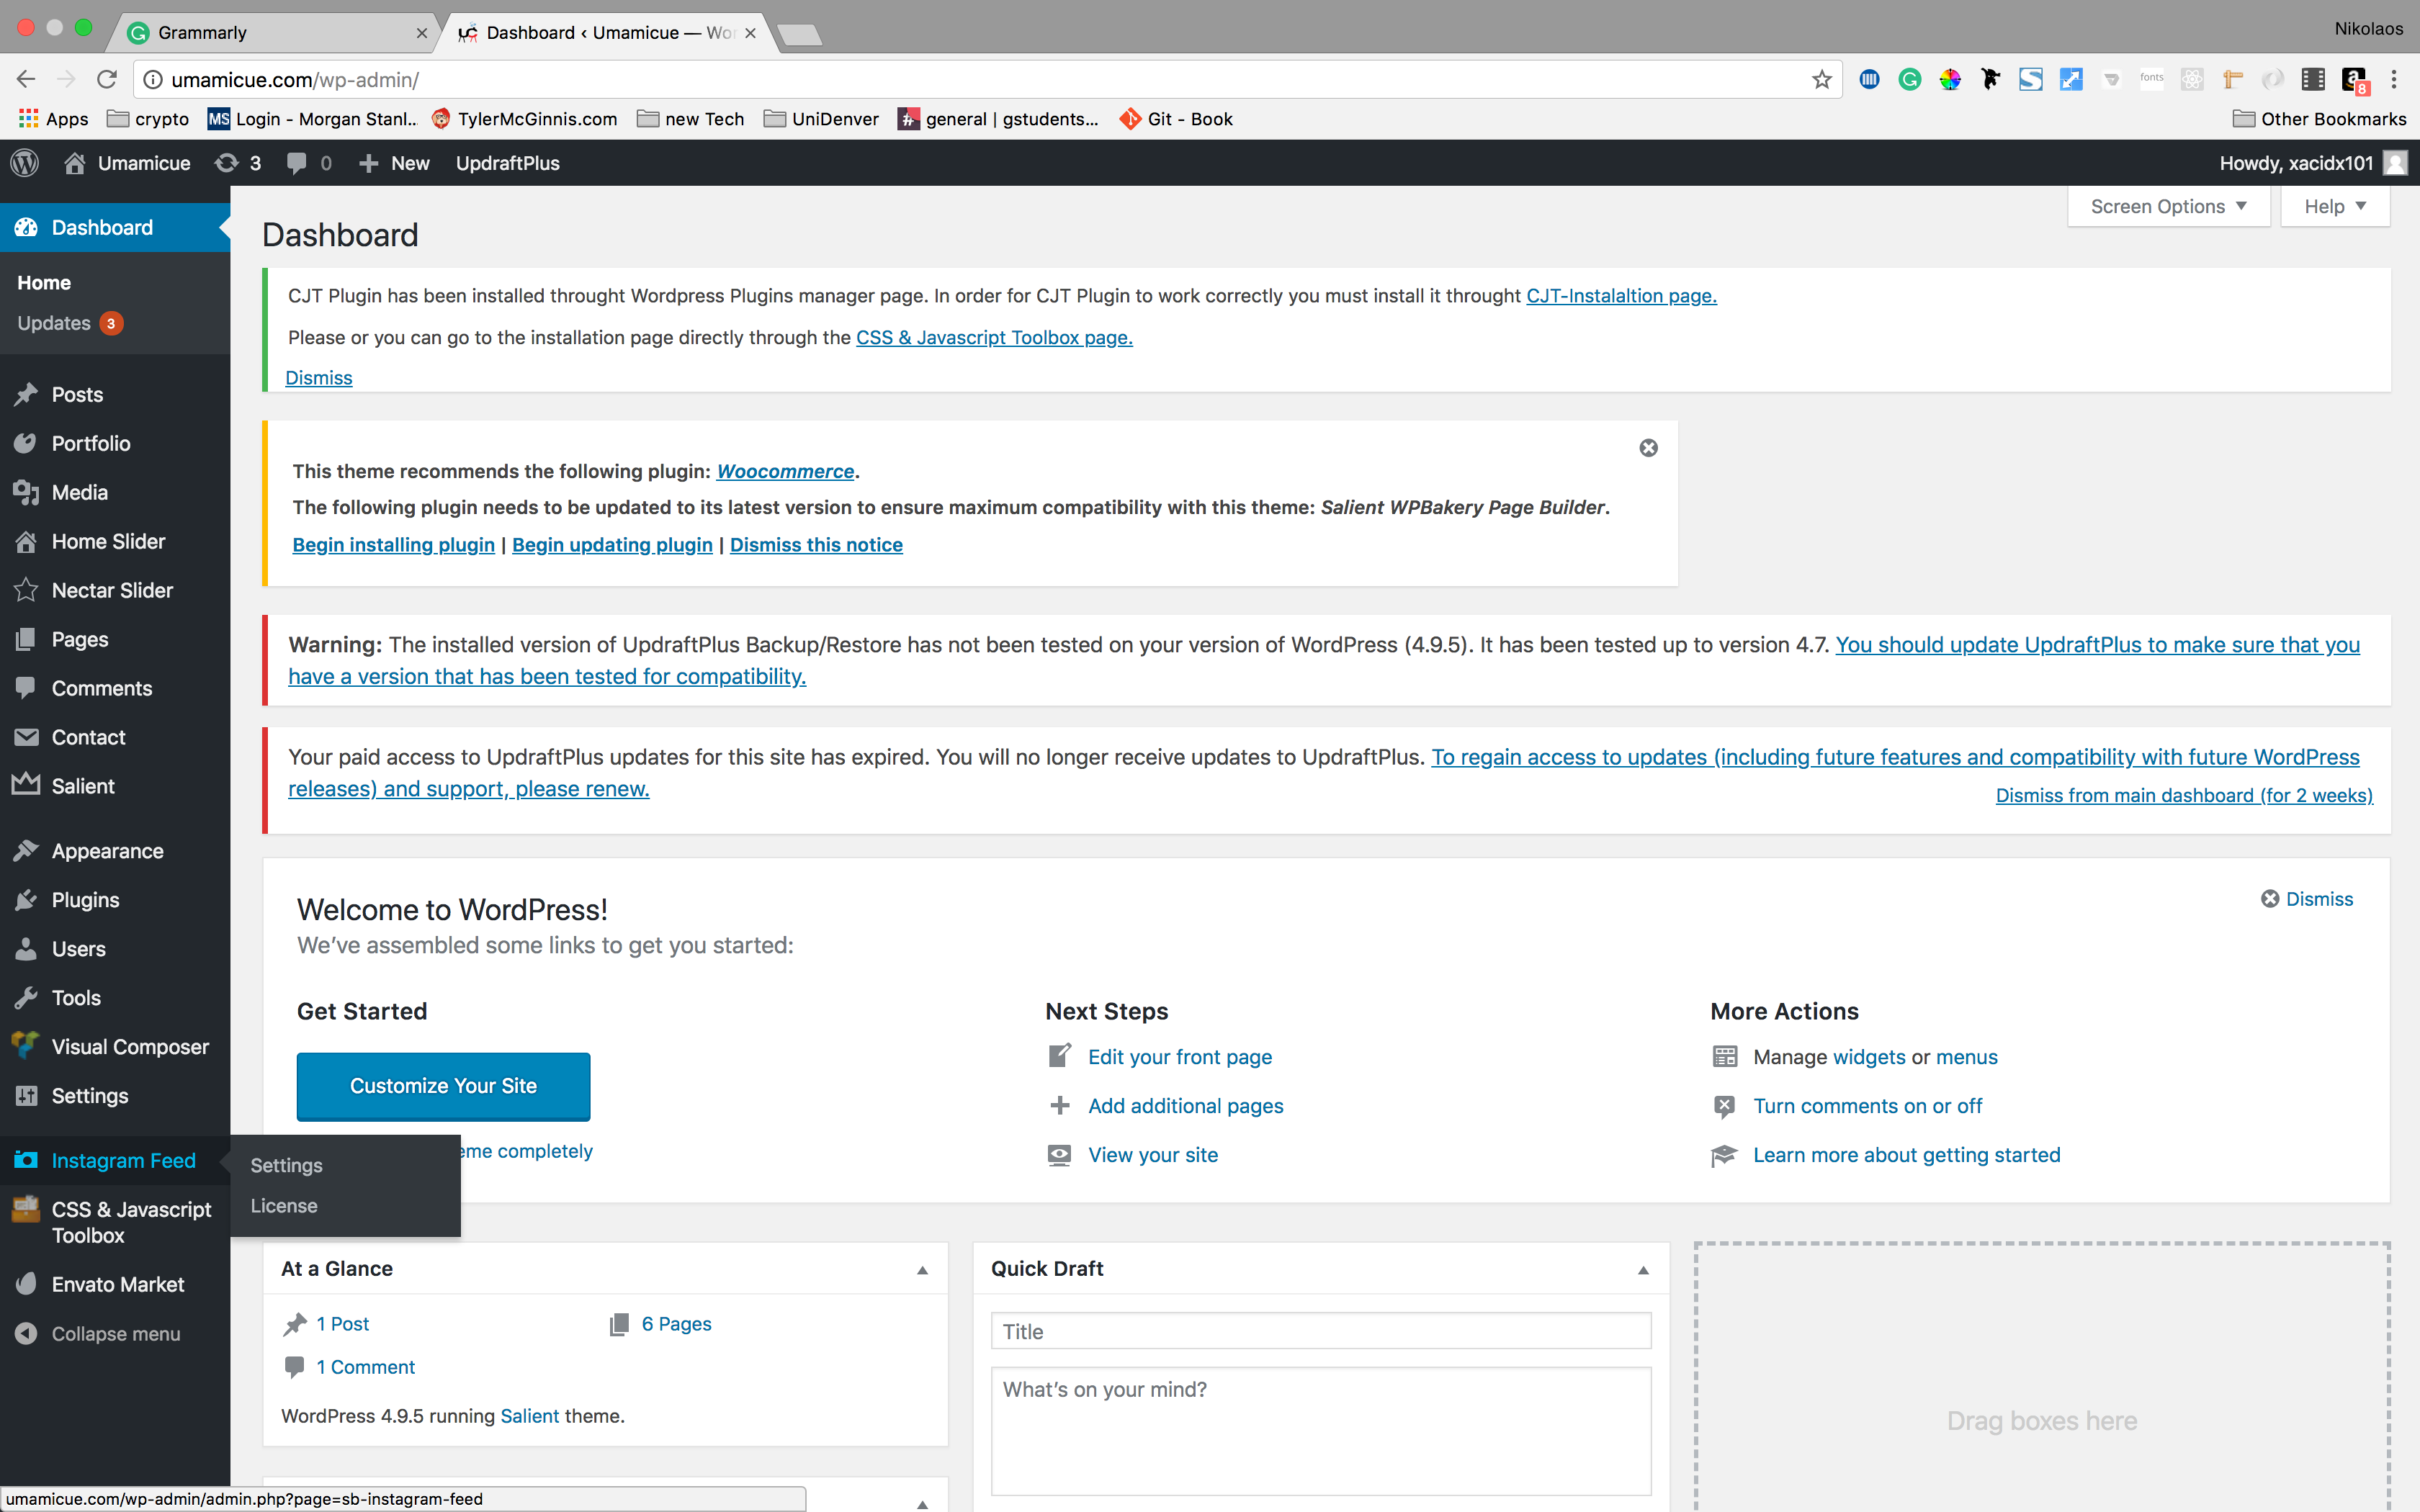 Nikolaos
Grammarly
Dashboard ‹ Umamicue — Wor
umamicue.com/wp-admin/
fonts
8
Apps
crypto
MS Login - Morgan Stanl...
TylerMcGinnis.com
new Tech
UniDenver
general | gstudents...
Git - Book
Other Bookmarks
Umamicue
3
0
New
UpdraftPlus
Howdy, xacidx101
Dashboard
Home
Updates 3
Posts
Portfolio
Media
Home Slider
Nectar Slider
Pages
Comments
Contact
Salient
Appearance
Plugins
Users
Tools
Visual Composer
Settings
Instagram Feed
CSS & Javascript
Toolbox
Envato Market
Collapse menu
Settings
License
Screen Options
Help
Dashboard
CJT Plugin has been installed throught Wordpress Plugins manager page. In order for CJT Plugin to work correctly you must install it throught CJT-Instalaltion page.
Please or you can go to the installation page directly through the CSS & Javascript Toolbox page.
Dismiss
This theme recommends the following plugin: Woocommerce.
The following plugin needs to be updated to its latest version to ensure maximum compatibility with this theme: Salient WPBakery Page Builder.
Begin installing plugin | Begin updating plugin | Dismiss this notice
Warning: The installed version of UpdraftPlus Backup/Restore has not been tested on your version of WordPress (4.9.5). It has been tested up to version 4.7. You should update UpdraftPlus to make sure that you
have a version that has been tested for compatibility.
Your paid access to UpdraftPlus updates for this site has expired. You will no longer receive updates to UpdraftPlus. To regain access to updates (including future features and compatibility with future WordPress
releases) and support, please renew.
Dismiss from main dashboard (for 2 weeks)
Welcome to WordPress!
We've assembled some links to get you started:
Dismiss
Get Started
Customize Your Site
eme completely
Next Steps
Edit your front page
Add additional pages
View your site
More Actions
Manage widgets or menus
Turn comments on or off
Learn more about getting started
At a Glance
1 Post
6 Pages
1 Comment
WordPress 4.9.5 running Salient theme.
Quick Draft
Title
What's on your mind?
Drag boxes here
umamicue.com/wp-admin/admin.php?page=sb-instagram-feed